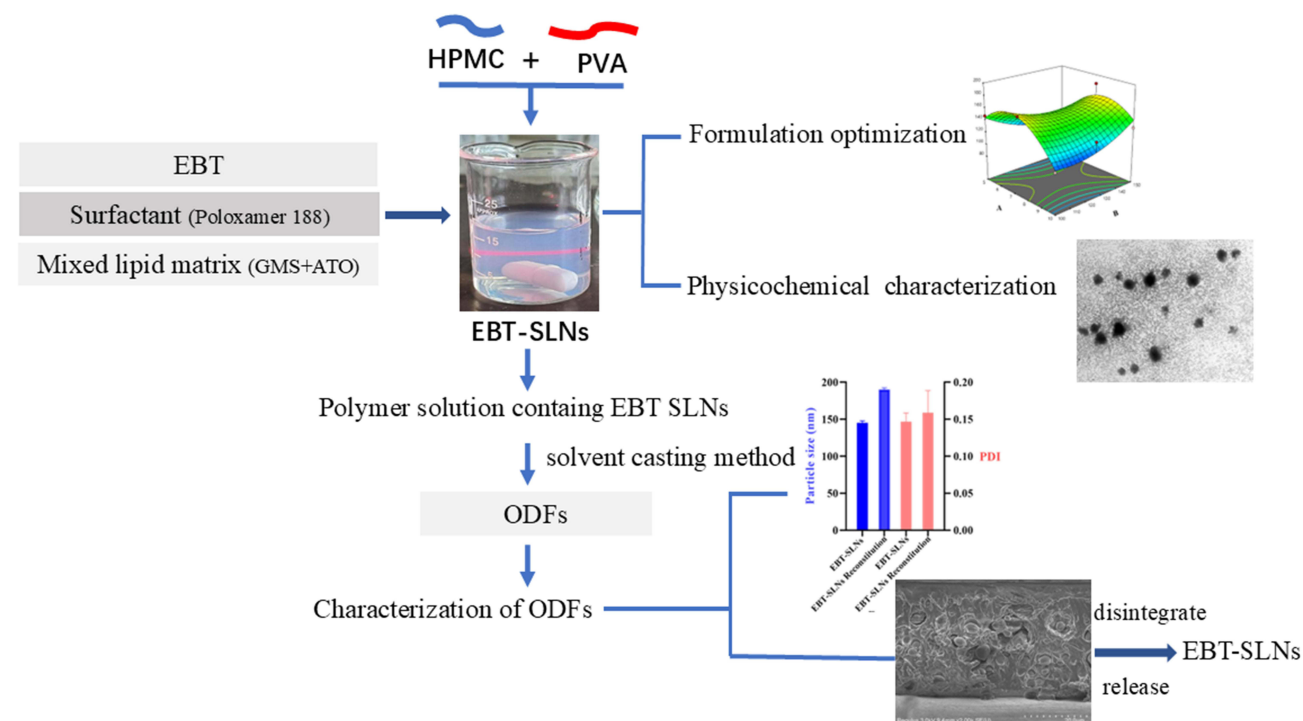 HPMC + PVA
EBT
Surfactant (Poloxamer 188)
Mixed lipid matrix (GMS+ATO)
25
15
EBT-SLNs
Formulation optimization
A
B
Physicochemical characterization
Polymer solution containg EBT SLNs
solvent casting method
ODFs
Characterization of ODFs
Particle size (nm)
200
150
100
50
0
0.20
0.15
0.10
0.05
0.00
PDI
EBT-SLNs
EBT-SLNs Reconstitution
EBT-SLNs
EBT-SLNs Reconstitution
disintegrate
EBT-SLNs
release